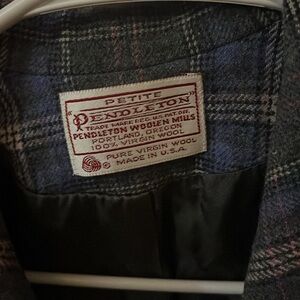 PETITE
"PENDLETON"
TRADE MARK REG. U.S. PAT. OFF.
PENDLETON WOOLEN MILLS
PORTLAND, OREGON
100% VIRGIN WOOL
PURE VIRGIN WOOL
MADE IN U.S.A.